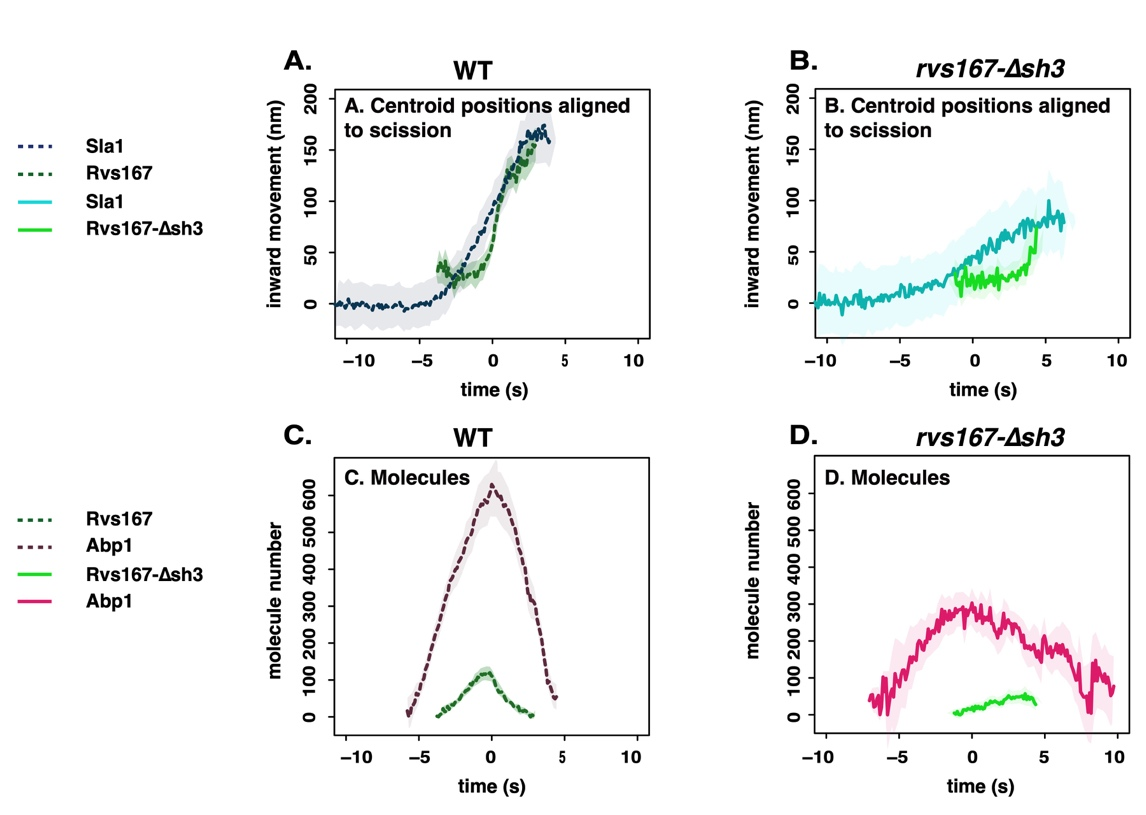 A.
WT
B.
rvs167-Δsh3
Sla1
Rvs167
Sla1
Rvs167-Δsh3
A. Centroid positions aligned
to scission
inward movement (nm)
0 50 100 150 200
–10 –5 0 5 10
time (s)
B. Centroid positions aligned
to scission
inward movement (nm)
0 50 100 150 200
–10 –5 0 5 10
time (s)
C.
WT
D.
rvs167-Δsh3
Rvs167
Abp1
Rvs167-Δsh3
Abp1
C. Molecules
molecule number
0 100 200 300 400 500 600
–10 –5 0 5 10
time (s)
D. Molecules
molecule number
0 100 200 300 400 500 600
–10 –5 0 5 10
time (s)